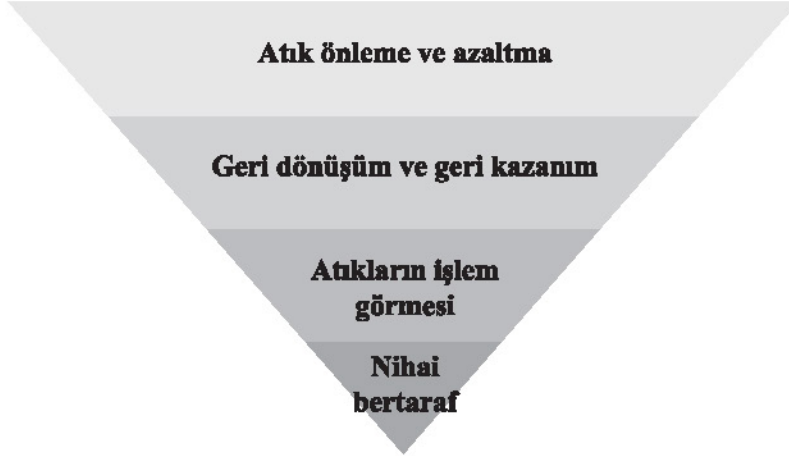 Atık önleme ve azaltma
Geri dönüşüm ve geri kazanım
Atıkların işlem
görmesi
Nihai
bertaraf